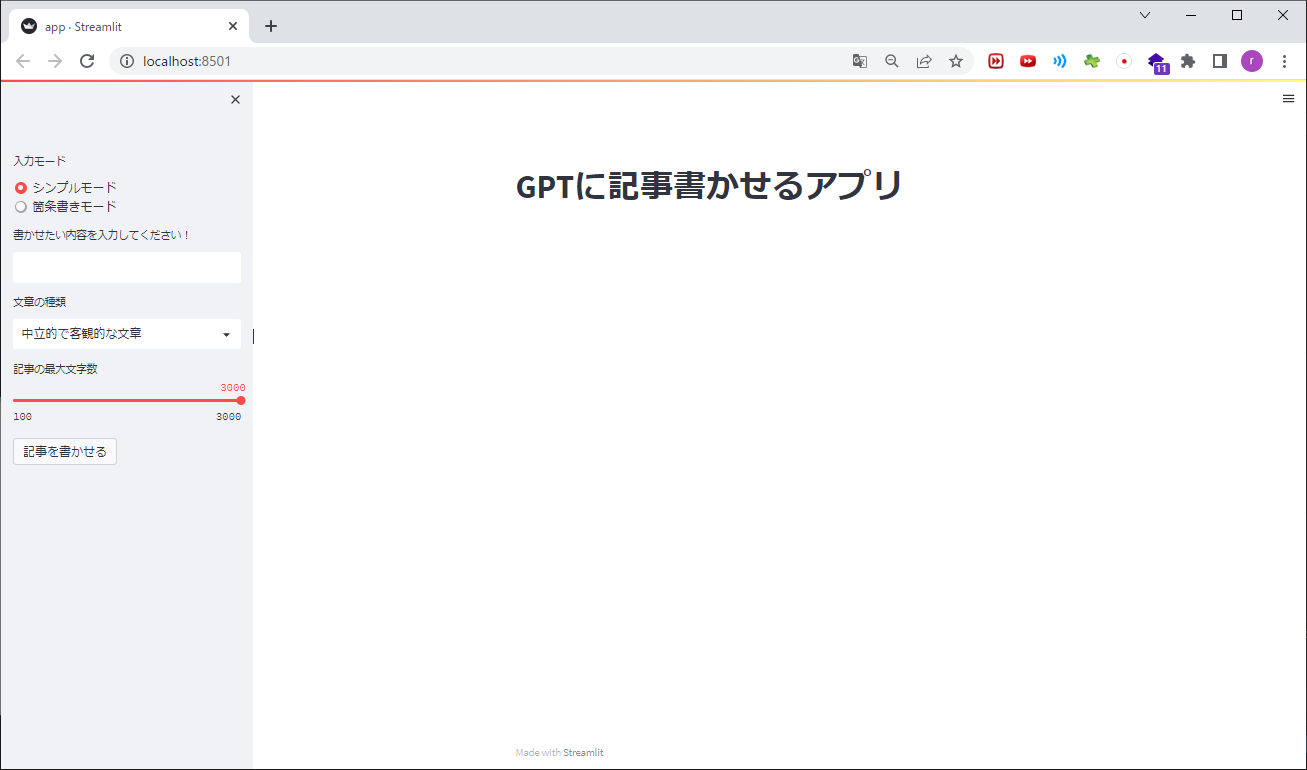 app · Streamlit
localhost:8501
11
r
入力モード
シンプルモード
箇条書きモード
書かせたい内容を入力してください！
文章の種類
中立的で客観的な文章
記事の最大文字数
3000
100 3000
記事を書かせる
GPTに記事書かせるアプリ
Made with Streamlit